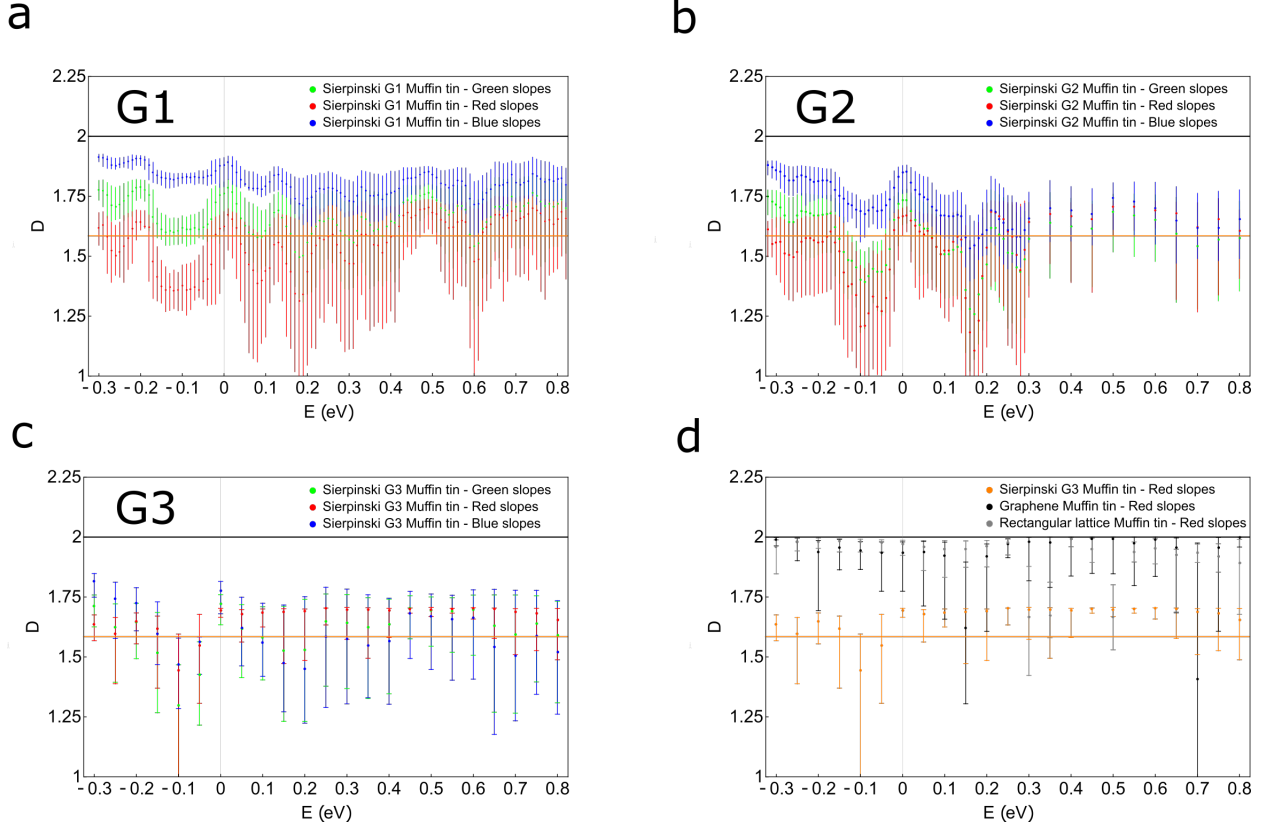 a
2.25
2
1.75
1.5
1.25
1
D
G1
Sierpinski G1 Muffin tin - Green slopes
Sierpinski G1 Muffin tin - Red slopes
Sierpinski G1 Muffin tin - Blue slopes
-0.3 -0.2 -0.1 0 0.1 0.2 0.3 0.4 0.5 0.6 0.7 0.8
E (eV)
b
2.25
2
1.75
1.5
1.25
1
D
G2
Sierpinski G2 Muffin tin - Green slopes
Sierpinski G2 Muffin tin - Red slopes
Sierpinski G2 Muffin tin - Blue slopes
-0.3 -0.2 -0.1 0 0.1 0.2 0.3 0.4 0.5 0.6 0.7 0.8
E (eV)
c
2.25
2
1.75
1.5
1.25
1
D
G3
Sierpinski G3 Muffin tin - Green slopes
Sierpinski G3 Muffin tin - Red slopes
Sierpinski G3 Muffin tin - Blue slopes
-0.3 -0.2 -0.1 0 0.1 0.2 0.3 0.4 0.5 0.6 0.7 0.8
E (eV)
d
2.25
2
1.75
1.5
1.25
1
D
Sierpinski G3 Muffin tin - Red slopes
Graphene Muffin tin - Red slopes
Rectangular lattice Muffin tin - Red slopes
-0.3 -0.2 -0.1 0 0.1 0.2 0.3 0.4 0.5 0.6 0.7 0.8
E (eV)